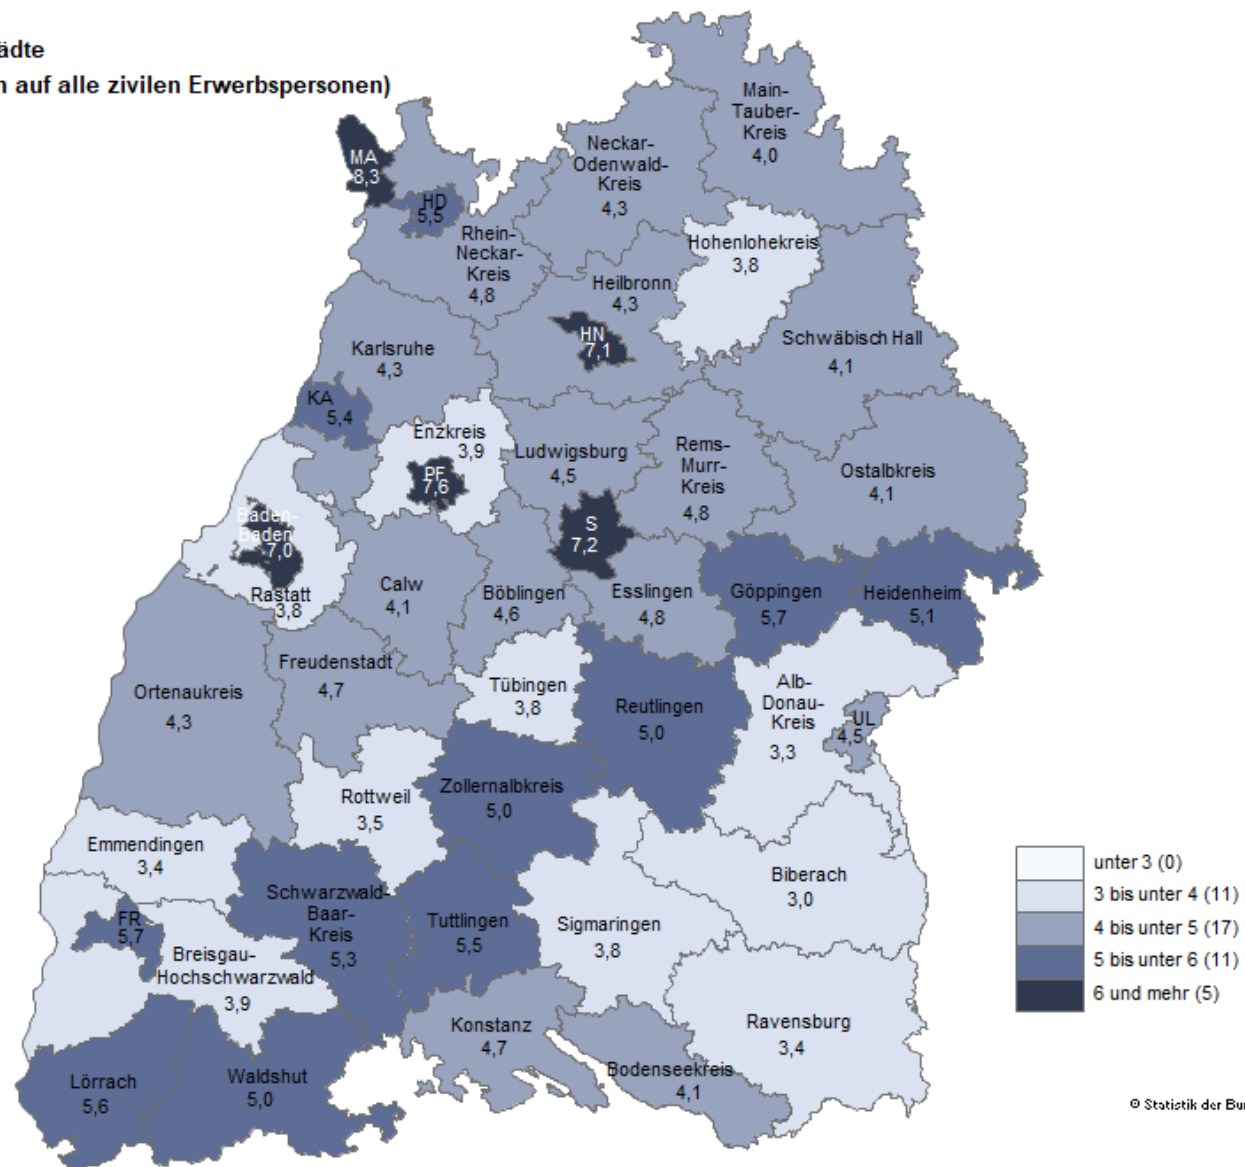 ädte
n auf alle zivilen Erwerbspersonen)
Main-
Tauber-
Kreis
4,0
Neckar-
Odenwald-
Kreis
4,3
MA
8,3
HD
5,5
Rhein-
Neckar-
Kreis
4,8
Hohenlohekreis
3,8
Heilbronn
4,3
HN
7,1
Schwäbisch Hall
4,1
Karlsruhe
4,3
KA
5,4
Enzkreis
3,9
PF
7,6
Ludwigsburg
4,5
Rems-
Murr-
Kreis
4,8
Ostalbkreis
4,1
Baden-
Baden
7,0
Rastatt
3,8
S
7,2
Calw
4,1
Böblingen
4,6
Esslingen
4,8
Göppingen
5,7
Heidenheim
5,1
Ortenaukreis
4,3
Freudenstadt
4,7
Tübingen
3,8
Reutlingen
5,0
Alb-
Donau-
Kreis
3,3
UL
4,5
Rottweil
3,5
Zollernalbkreis
5,0
Emmendingen
3,4
FR
5,7
Breisgau-
Hochschwarzwald
3,9
Schwarzwald-
Baar-
Kreis
5,3
Tuttlingen
5,5
Sigmaringen
3,8
Biberach
3,0
Konstanz
4,7
Bodenseekreis
4,1
Ravensburg
3,4
Lörrach
5,6
Waldshut
5,0
unter 3 (0)
3 bis unter 4 (11)
4 bis unter 5 (17)
5 bis unter 6 (11)
6 und mehr (5)
© Statistik der Bur